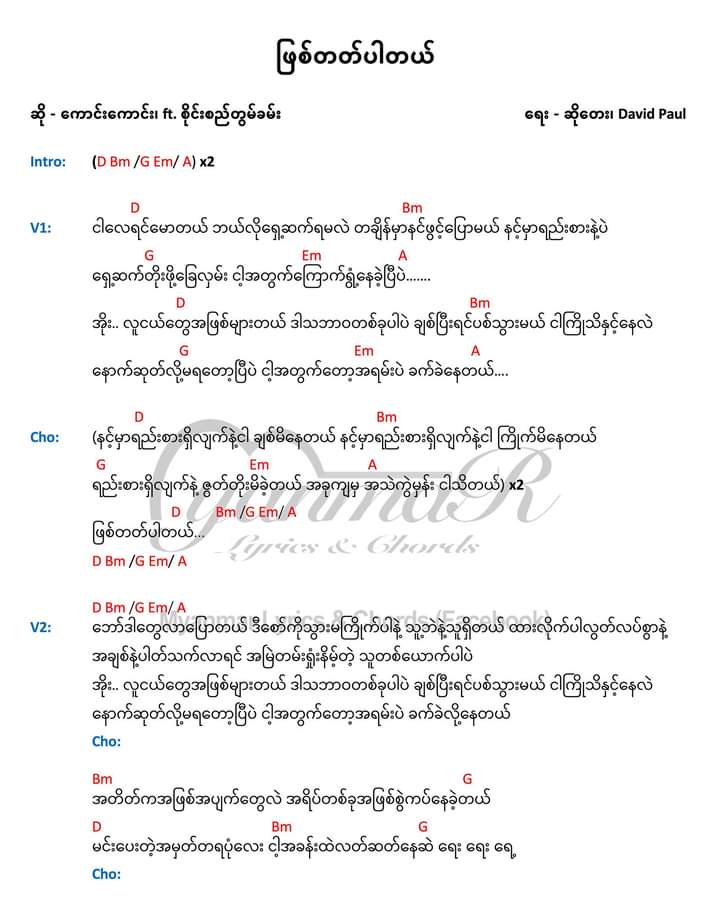 ဖြစ်တတ်ပါတယ်
ဆို - ကောင်းကောင်း၊ ft. စိုင်းစည်တွမ်ခမ်း ရေး - ဆိုတေး၊ David Paul
Intro: (D Bm /G Em/ A) x2
D Bm
V1: ငါလေရင်မောတယ် ဘယ်လိုရှေ့ဆက်ရမလဲ တချိန်မှာနင်ဖွင့်ပြောမယ် နင့်မှာရည်းစားနဲ့ပဲ
G Em A
ရှေ့ဆက်တိုးဖို့ခြေလှမ်း ငါ့အတွက်ကြောက်ရွံ့နေခဲ့ပြီပဲ.......
D Bm
အိုး.. လူငယ်တွေအဖြစ်များတယ် ဒါသဘာဝတစ်ခုပါပဲ ချစ်ပြီးရင်ပစ်သွားမယ် ငါကြိုသိနှင့်နေလဲ
G Em A
နောက်ဆုတ်လို့မရတော့ပြီပဲ ငါ့အတွက်တော့အရမ်းပဲ ခက်ခဲနေတယ်....
D Bm
Cho: (နင့်မှာရည်းစားရှိလျက်နဲ့ငါ ချစ်မိနေတယ် နင့်မှာရည်းစားရှိလျက်နဲ့ငါ ကြိုက်မိနေတယ်
G Em A
ရည်းစားရှိလျက်နဲ့ ဇွတ်တိုးမိခဲ့တယ် အခုကျမှ အသဲကွဲမှန်း ငါသိတယ်) x2
D Bm /G Em/ A
ဖြစ်တတ်ပါတယ်...
D Bm /G Em/ A
MyanmaR
Lyrics & Chords
D Bm /G Em/ A
Myanmar Lyrics & Chords (Facebook)
V2: ဘော်ဒါတွေလာပြောတယ် ဒီစော်ကိုသွားမကြိုက်ပါနဲ့ သူ့ဘဲနဲ့သူရှိတယ် ထားလိုက်ပါလွတ်လပ်စွာနဲ့
အချစ်နဲ့ပါတ်သက်လာရင် အမြဲတမ်းရှုံးနိမ့်တဲ့ သူတစ်ယောက်ပါပဲ
အိုး.. လူငယ်တွေအဖြစ်များတယ် ဒါသဘာဝတစ်ခုပါပဲ ချစ်ပြီးရင်ပစ်သွားမယ် ငါကြိုသိနှင့်နေလဲ
နောက်ဆုတ်လို့မရတော့ပြီပဲ ငါ့အတွက်တော့အရမ်းပဲ ခက်ခဲလို့နေတယ်
Cho:
Bm G
အတိတ်ကအဖြစ်အပျက်တွေလဲ အရိပ်တစ်ခုအဖြစ်စွဲကပ်နေခဲ့တယ်
D Bm G
မင်းပေးတဲ့အမှတ်တရပုံလေး ငါ့အခန်းထဲလတ်ဆတ်နေဆဲ ရေး ရေး ရေ့
Cho: